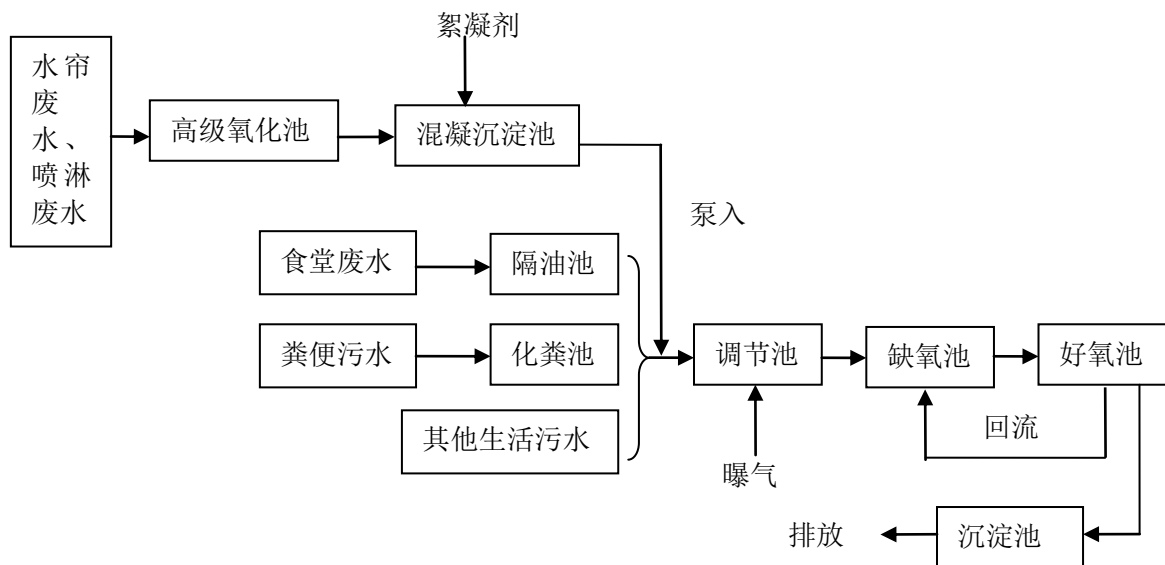 絮凝剂
水帘
废
水、
喷淋
废水
高级氧化池
混凝沉淀池
泵入
食堂废水
隔油池
粪便污水
化粪池
调节池
缺氧池
好氧池
其他生活污水
回流
曝气
排放
沉淀池